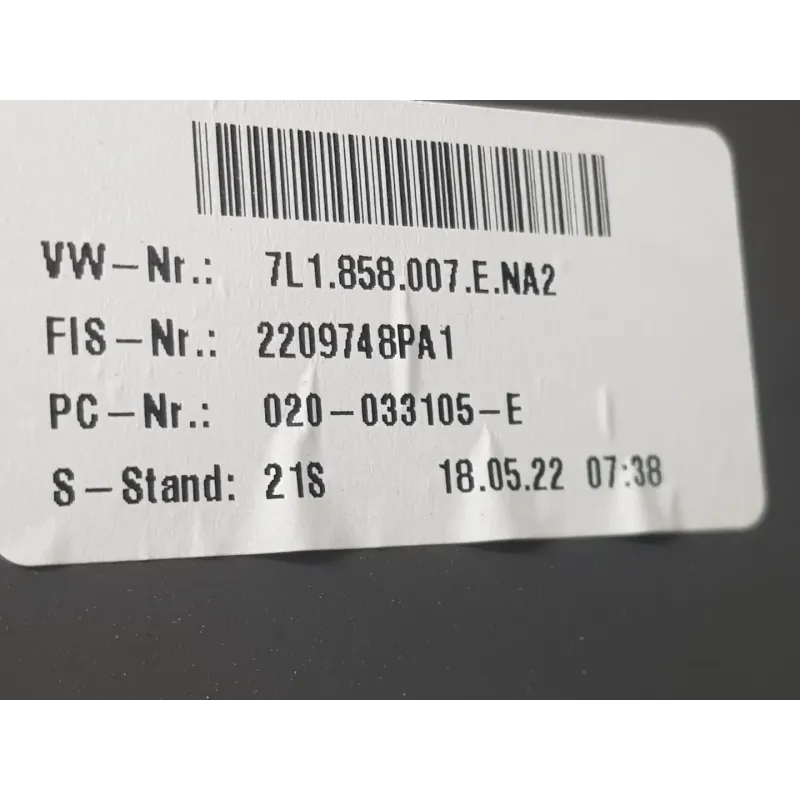 VW-Nr.: 7L1.858.007.E.NA2
FIS-Nr.: 2209748PA1
PC-Nr.: 020-033105-E
S-Stand: 21S 18.05.22 07:38